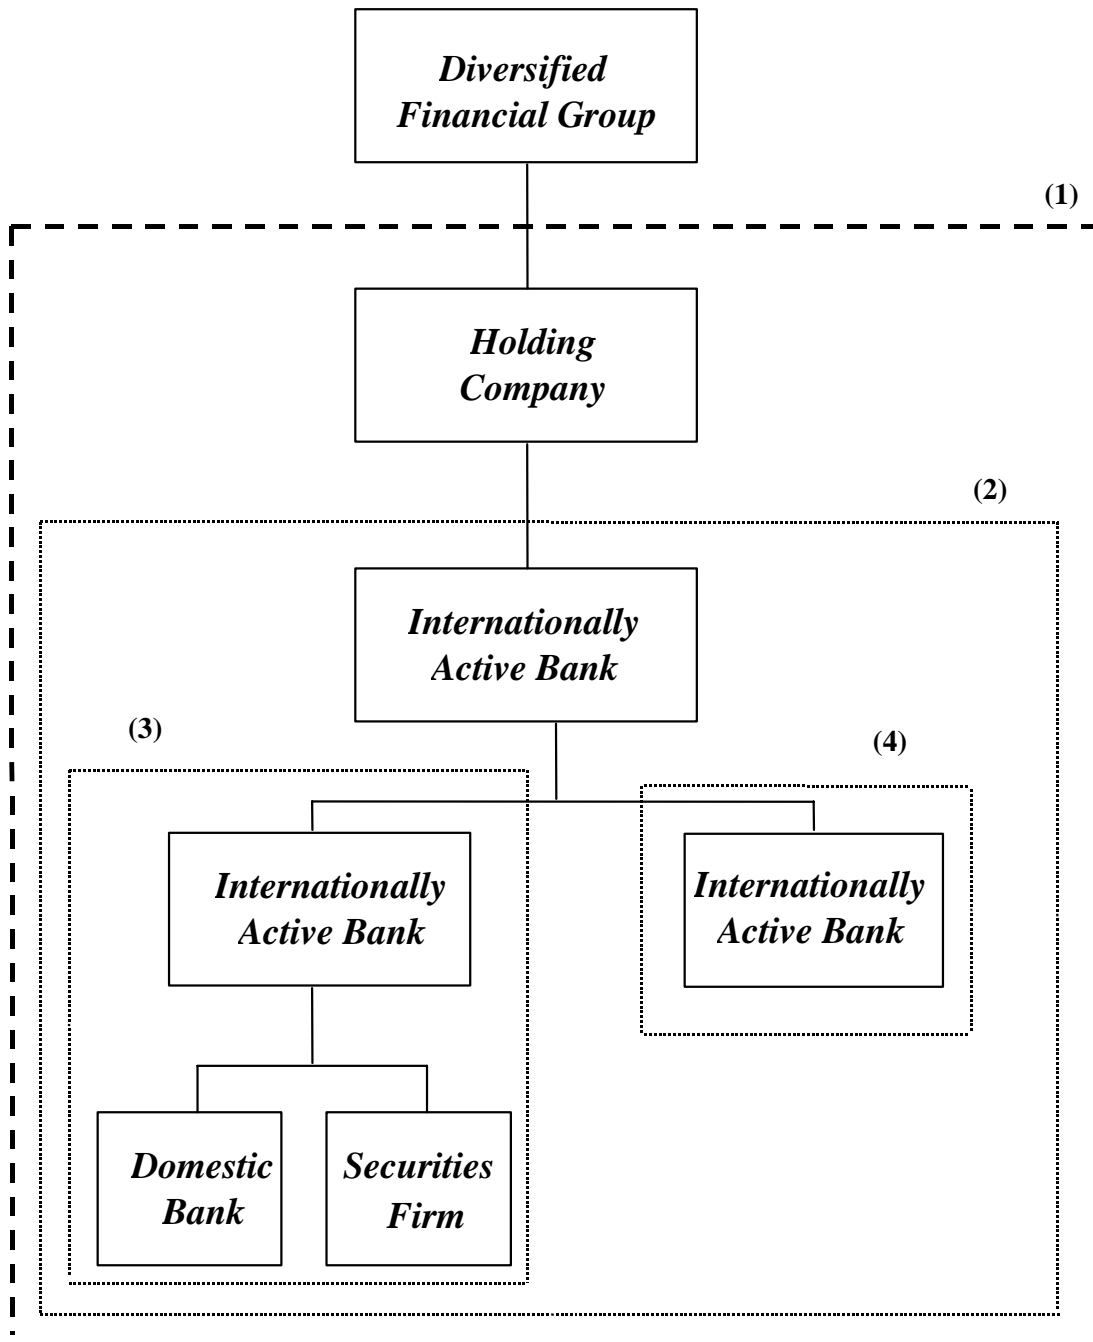 Diversified
Financial Group
(1)
Holding
Company
(2)
Internationally
Active Bank
(3)
(4)
Internationally
Active Bank
Internationally
Active Bank
Domestic
Bank
Securities
Firm